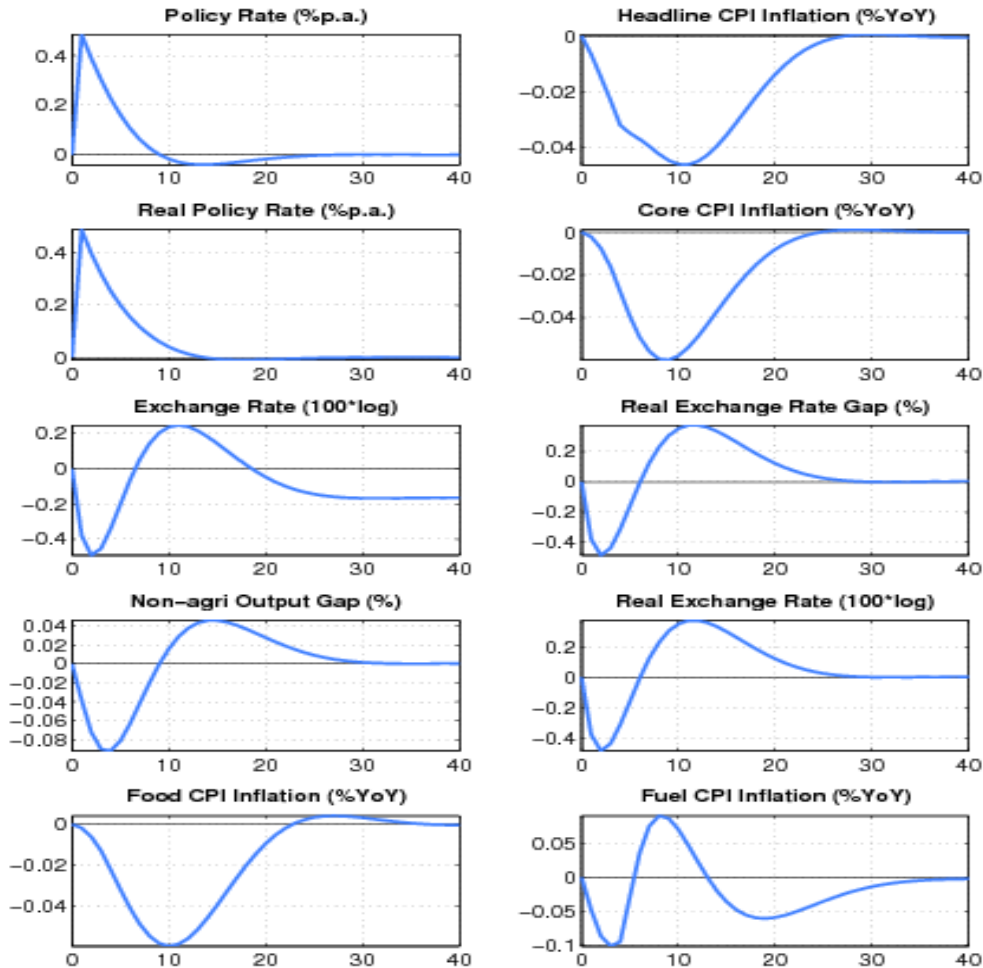 Policy Rate (%p.a.)
0.4
0.2
0
0 10 20 30 40
Headline CPI Inflation (%YoY)
0
−0.02
−0.04
0 10 20 30 40
Real Policy Rate (%p.a.)
0.4
0.2
0
0 10 20 30 40
Core CPI Inflation (%YoY)
0
−0.02
−0.04
0 10 20 30 40
Exchange Rate (100*log)
0.2
0
−0.2
−0.4
0 10 20 30 40
Real Exchange Rate Gap (%)
0.2
0
−0.2
−0.4
0 10 20 30 40
Non−agri Output Gap (%)
0.04
0.02
0
−0.02
−0.04
−0.06
−0.08
0 10 20 30 40
Real Exchange Rate (100*log)
0.2
0
−0.2
−0.4
0 10 20 30 40
Food CPI Inflation (%YoY)
0
−0.02
−0.04
0 10 20 30 40
Fuel CPI Inflation (%YoY)
0.05
0
−0.05
−0.1
0 10 20 30 40